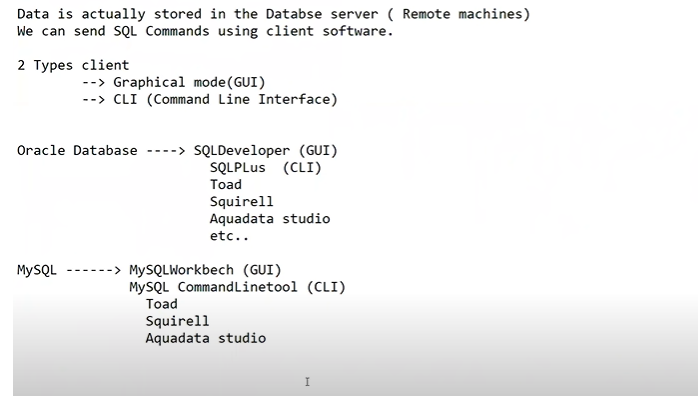 Data is actually stored in the Databse server ( Remote machines)
We can send SQL Commands using client software.
2 Types client
--> Graphical mode(GUI)
--> CLI (Command Line Interface)
Oracle Database ----> SQLDeveloper (GUI)
SQLPLus (CLI)
Toad
Squirell
Aquadata studio
etc..
MySQL ------> MySQLWorkbech (GUI)
MySQL CommandLinetool (CLI)
Toad
Squirell
Aquadata studio